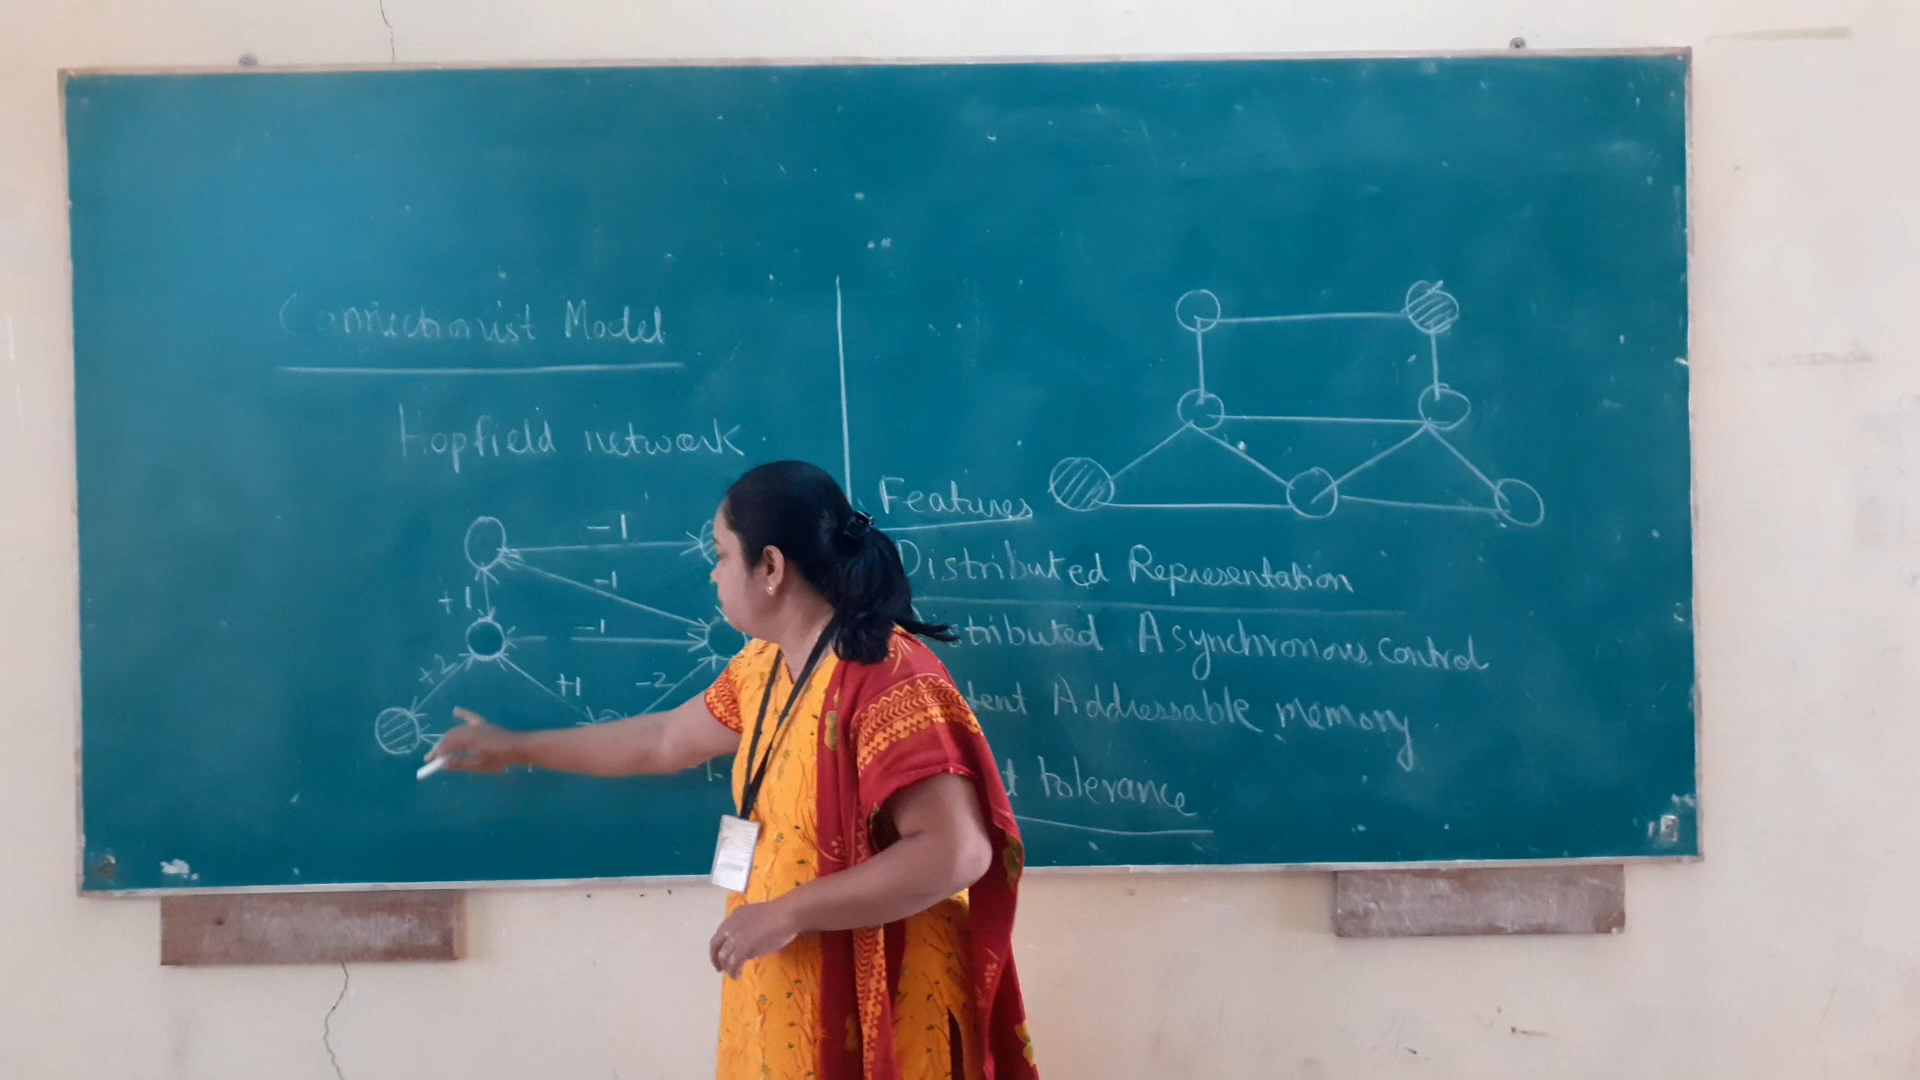 Connectionist Model
Hopfield network
-1
-1
+1
-1
+2
+1
-2
Features
Distributed Representation
Asynchronous Control
Addressable memory
tolerance